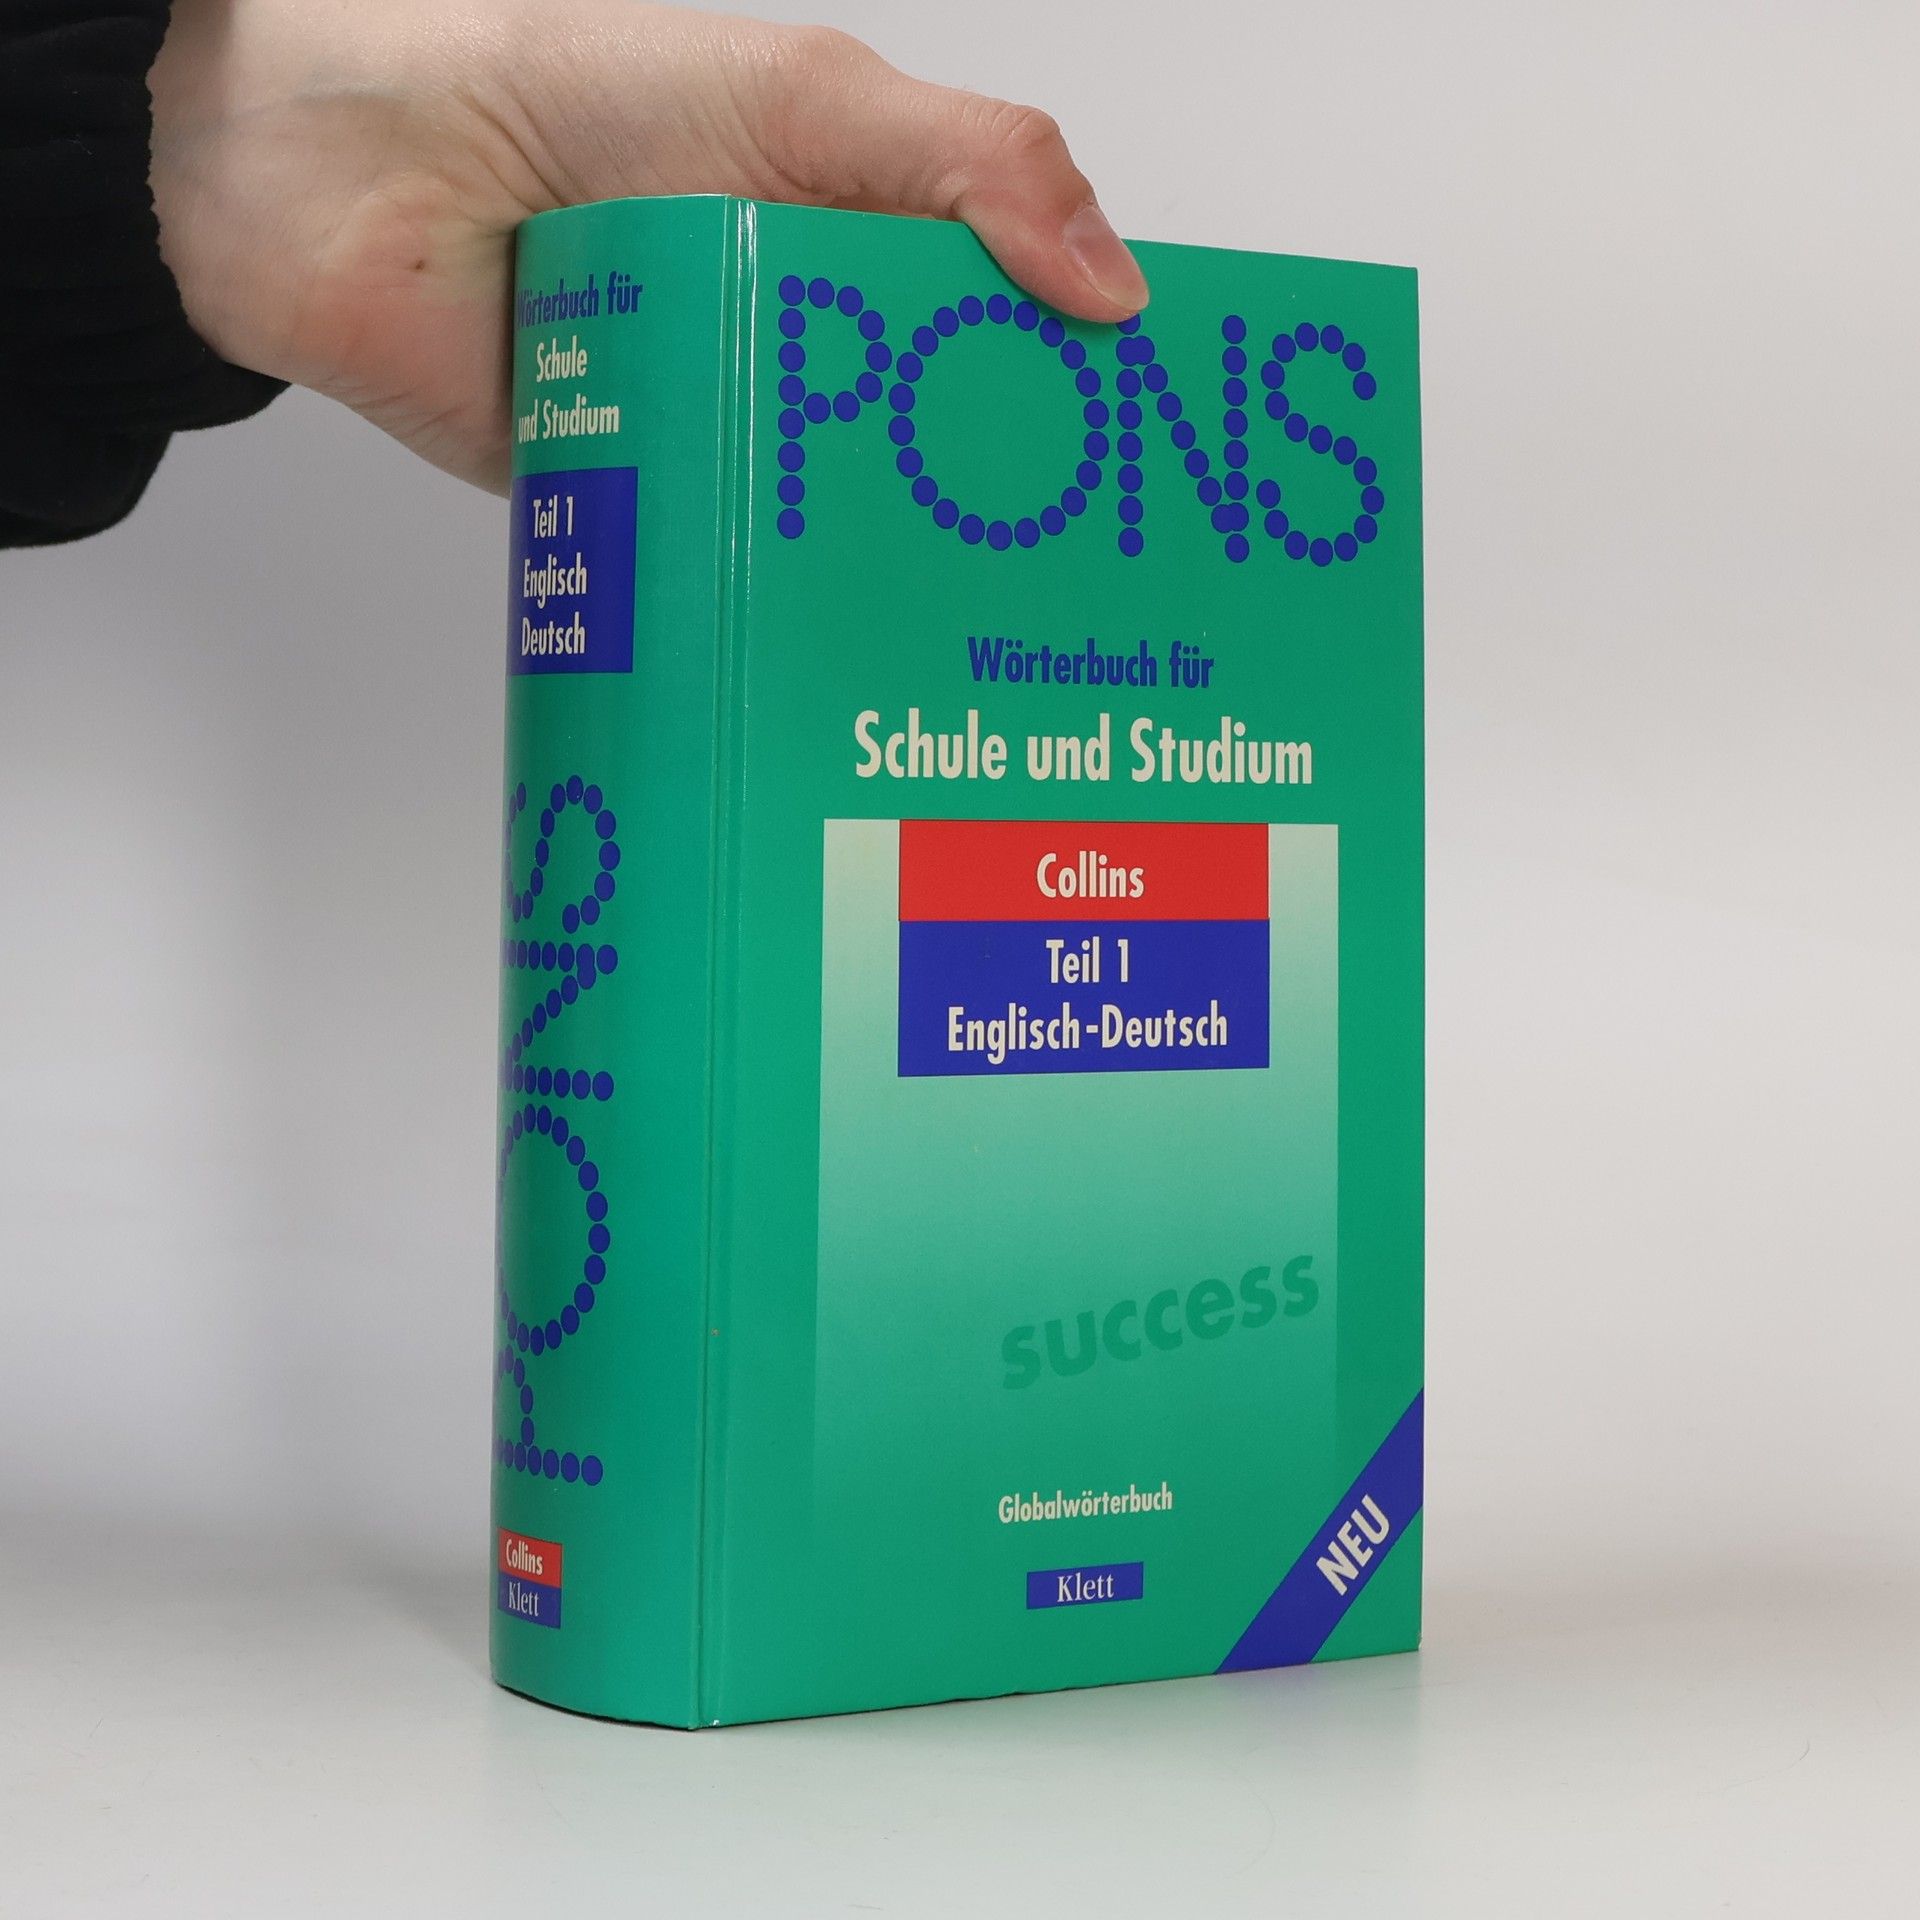 Wörterbuch für
Schule
und Studium
Teil 1
Englisch
Deutsch
PONS
Collins
Klett
PONS
Wörterbuch für
Schule und Studium
Collins
Teil 1
Englisch-Deutsch
success
Globalwörterbuch
Klett
NEU